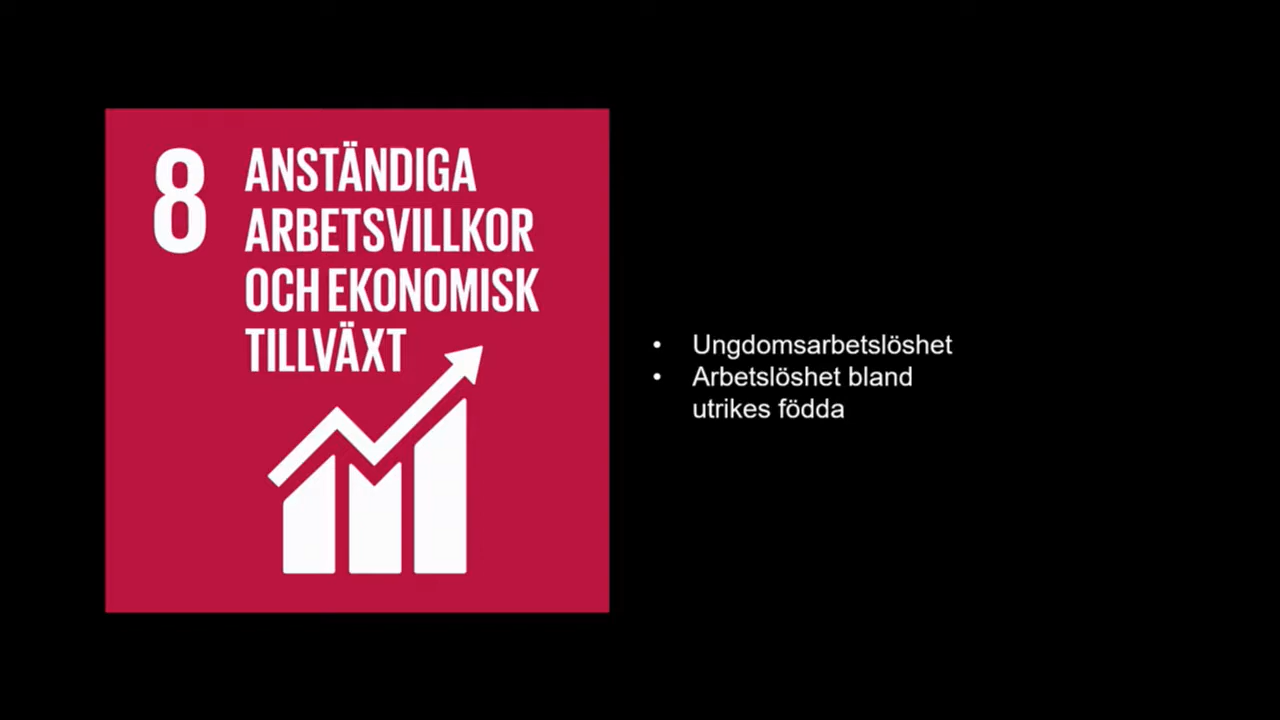 8
ANSTÄNDIGA
ARBETSVILLKOR
OCH EKONOMISK
TILLVÄXT
• Ungdomsarbetslöshet
• Arbetslöshet bland
utrikes födda